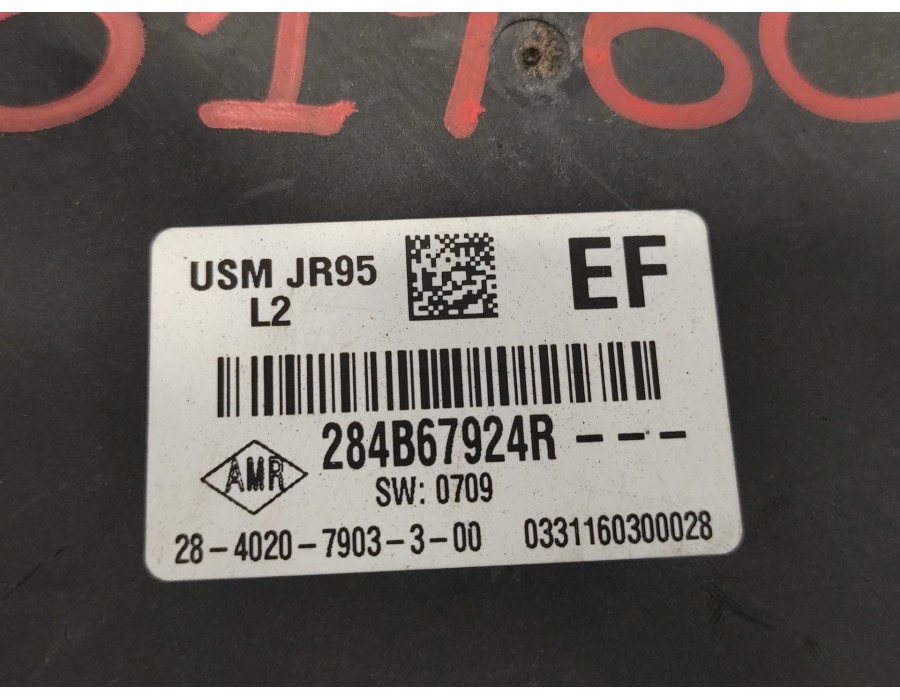 USM JR95
L2
EF
284B67924R - - -
AMR
SW: 0709
28-4020-7903-3-00 0331160300028